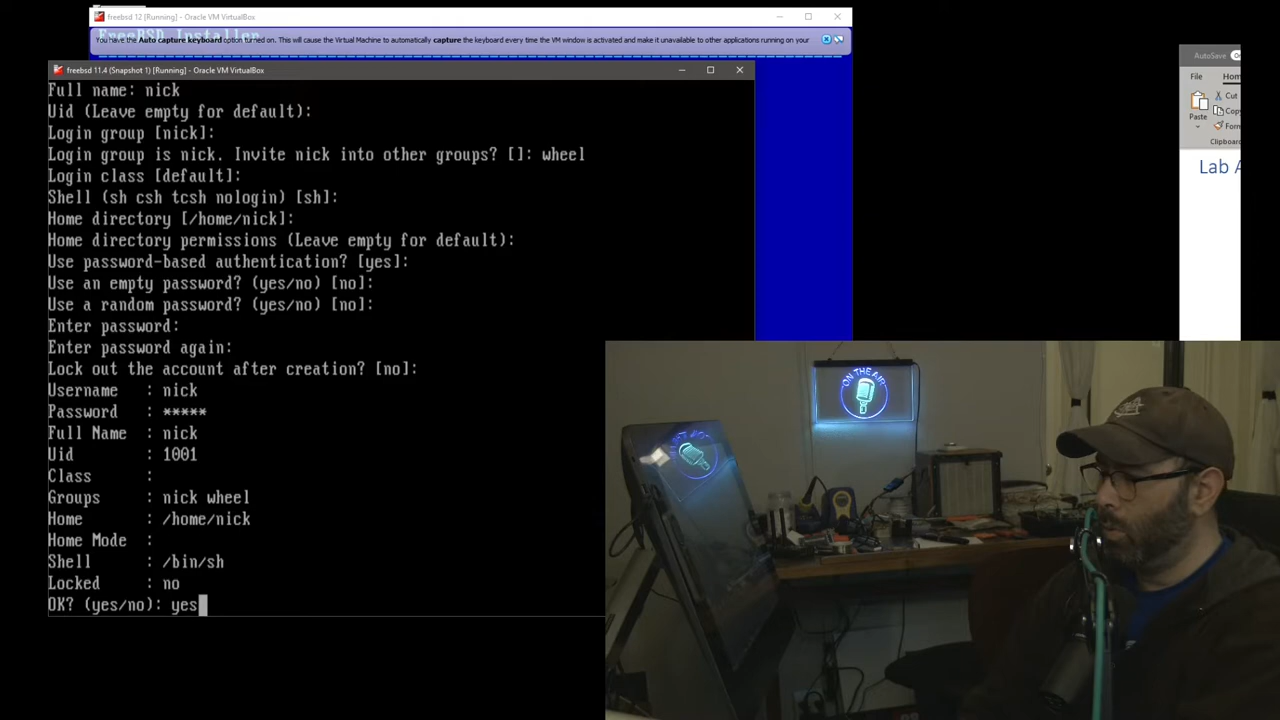 freebsd 12 [Running] - Oracle VM VirtualBox
FreeBSD Installer
You have the Auto capture keyboard option turned on. This will cause the Virtual Machine to automatically capture the keyboard every time the VM window is activated and make it unavailable to other applications running on your
freebsd 11.4 (Snapshot 1) [Running] - Oracle VM VirtualBox
Full name: nick
Uid (Leave empty for default):
Login group [nick]:
Login group is nick. Invite nick into other groups? []: wheel
Login class [default]:
Shell (sh csh tcsh nologin) [sh]:
Home directory [/home/nick]:
Home directory permissions (Leave empty for default):
Use password-based authentication? [yes]:
Use an empty password? (yes/no) [no]:
Use a random password? (yes/no) [no]:
Enter password:
Enter password again:
Lock out the account after creation? [no]:
Username : nick
Password : *****
Full Name : nick
Uid : 1001
Class :
Groups : nick wheel
Home : /home/nick
Home Mode :
Shell : /bin/sh
Locked : no
OK? (yes/no): yes
AutoSave
File Hom
Cut
Copy
Paste
Form
Clipboard
Lab A
ON THE AIR